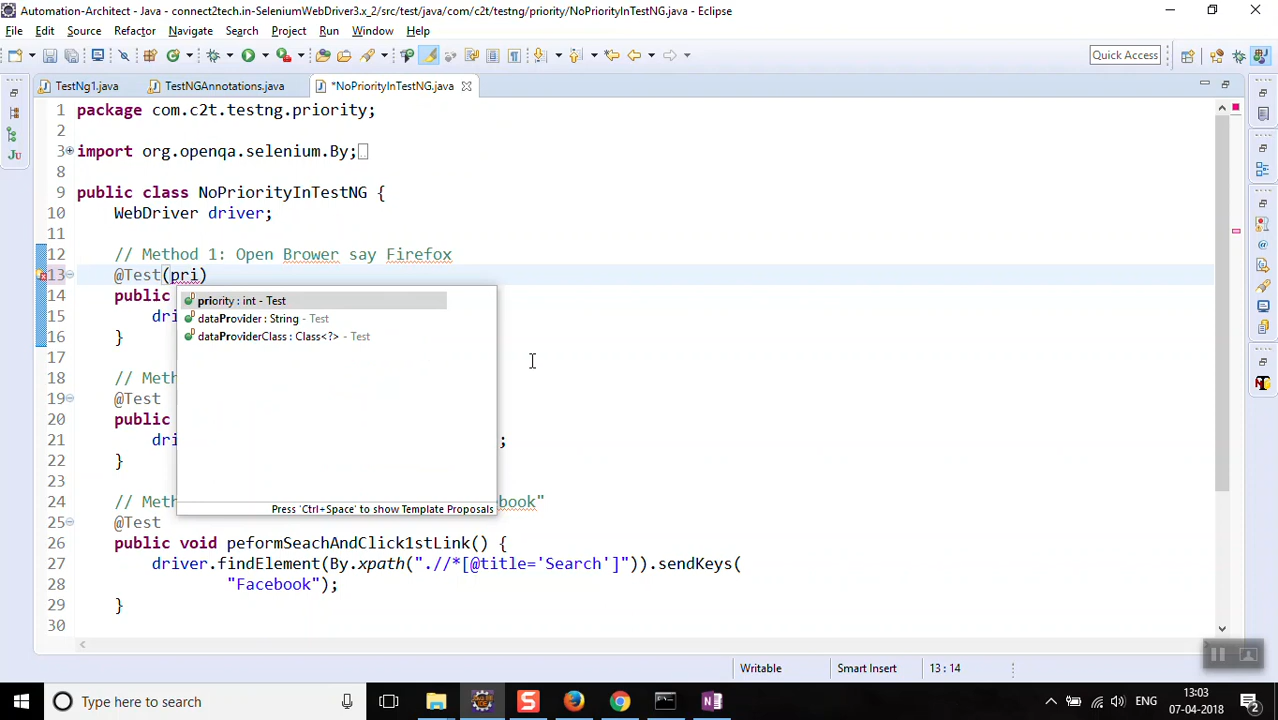 Automation-Architect - Java - connect2tech.in-SeleniumWebDriver3.x_2/src/test/java/com/c2t/testng/priority/NoPriorityInTestNG.java - Eclipse
File Edit Source Refactor Navigate Search Project Run Window Help
Quick Access
TestNg1.java TestNGAnnotations.java *NoPriorityInTestNG.java
1 package com.c2t.testng.priority;
2
3 import org.openqa.selenium.By;
8
9 public class NoPriorityInTestNG {
10 WebDriver driver;
11
12 // Method 1: Open Brower say Firefox
13 @Test(pri)
14 public
15 dri
16 }
17
18 // Meth
19 @Test
20 public
21 dri ;
22 }
23
24 // Meth book"
25 @Test
26 public void peformSeachAndClick1stLink() {
27 driver.findElement(By.xpath(".//*[@title='Search']")).sendKeys(
28 "Facebook");
29 }
30
priority : int - Test
dataProvider : String - Test
dataProviderClass : Class<?> - Test
Press 'Ctrl+Space' to show Template Proposals
Writable Smart Insert 13 : 14
Type here to search
ENG
13:03
07-04-2018
2